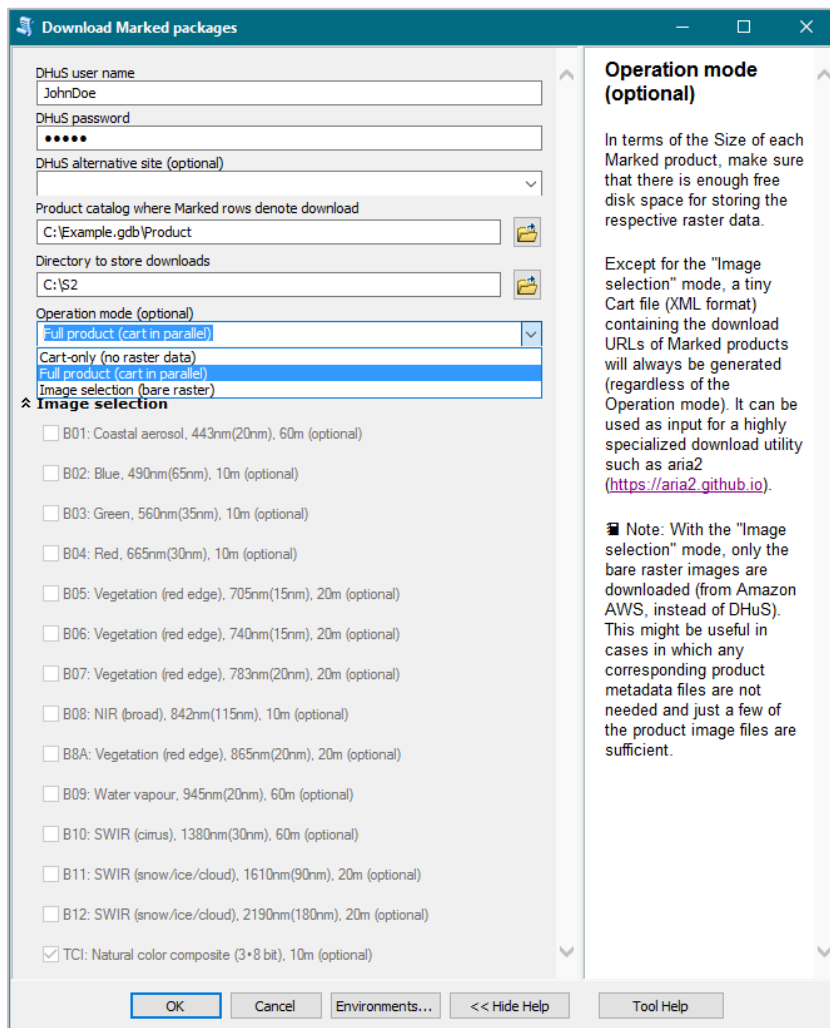 Download Marked packages
DHuS user name
JohnDoe
DHuS password
•••••
DHuS alternative site (optional)
Product catalog where Marked rows denote download
C:\Example.gdb\Product
Directory to store downloads
C:\S2
Operation mode (optional)
Full product (cart in parallel)
Cart-only (no raster data)
Full product (cart in parallel)
Image selection (bare raster)
Image selection
B01: Coastal aerosol, 443nm(20nm), 60m (optional)
B02: Blue, 490nm(65nm), 10m (optional)
B03: Green, 560nm(35nm), 10m (optional)
B04: Red, 665nm(30nm), 10m (optional)
B05: Vegetation (red edge), 705nm(15nm), 20m (optional)
B06: Vegetation (red edge), 740nm(15nm), 20m (optional)
B07: Vegetation (red edge), 783nm(20nm), 20m (optional)
B08: NIR (broad), 842nm(115nm), 10m (optional)
B8A: Vegetation (red edge), 865nm(20nm), 20m (optional)
B09: Water vapour, 945nm(20nm), 60m (optional)
B10: SWIR (cirrus), 1380nm(30nm), 60m (optional)
B11: SWIR (snow/ice/cloud), 1610nm(90nm), 20m (optional)
B12: SWIR (snow/ice/cloud), 2190nm(180nm), 20m (optional)
TCI: Natural color composite (3•8 bit), 10m (optional)
Operation mode
(optional)
In terms of the Size of each
Marked product, make sure
that there is enough free
disk space for storing the
respective raster data.
Except for the "Image
selection" mode, a tiny
Cart file (XML format)
containing the download
URLs of Marked products
will always be generated
(regardless of the
Operation mode). It can be
used as input for a highly
specialized download utility
such as aria2
(https://aria2.github.io).
Note: With the "Image
selection" mode, only the
bare raster images are
downloaded (from Amazon
AWS, instead of DHuS).
This might be useful in
cases in which any
corresponding product
metadata files are not
needed and just a few of
the product image files are
sufficient.
OK
Cancel
Environments...
<< Hide Help
Tool Help